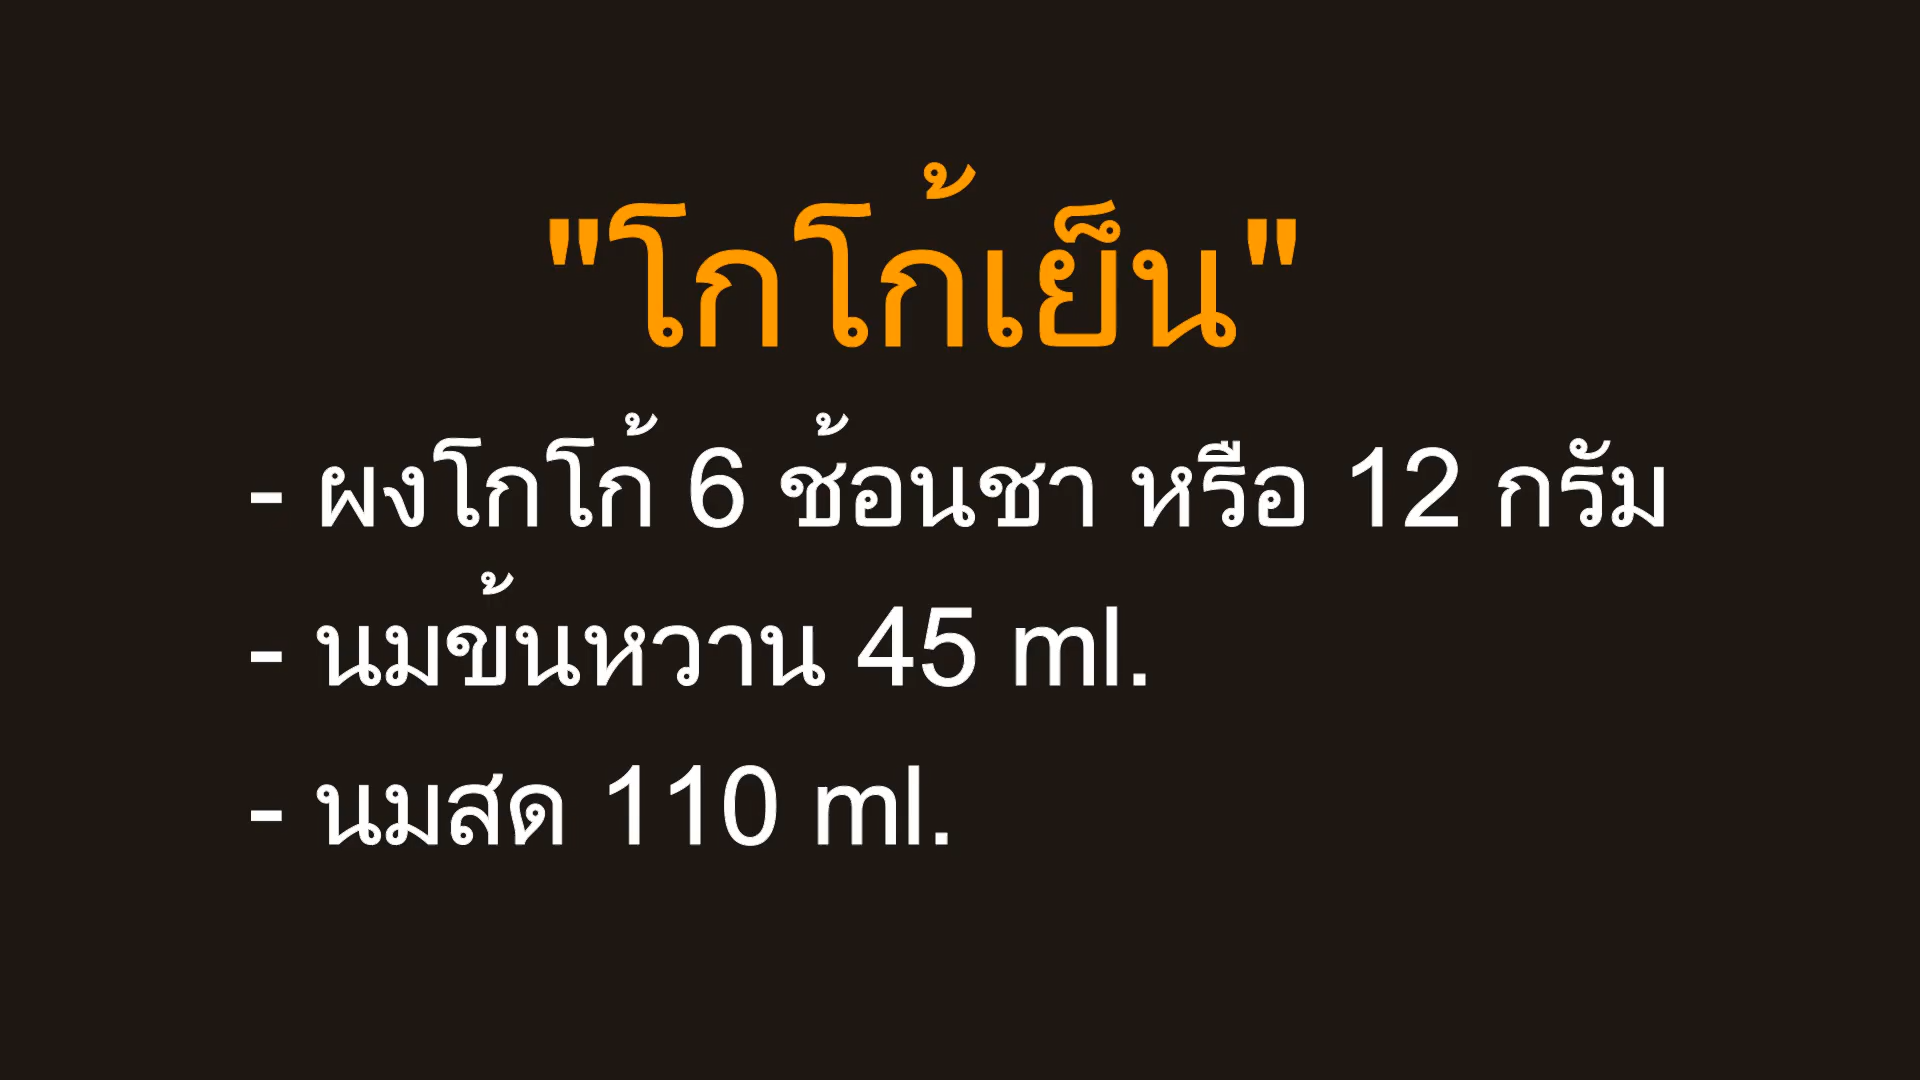 "โกโก้เย็น"
- ผงโกโก้ 6 ช้อนชา หรือ 12 กรัม
- นมข้นหวาน 45 ml.
- นมสด 110 ml.